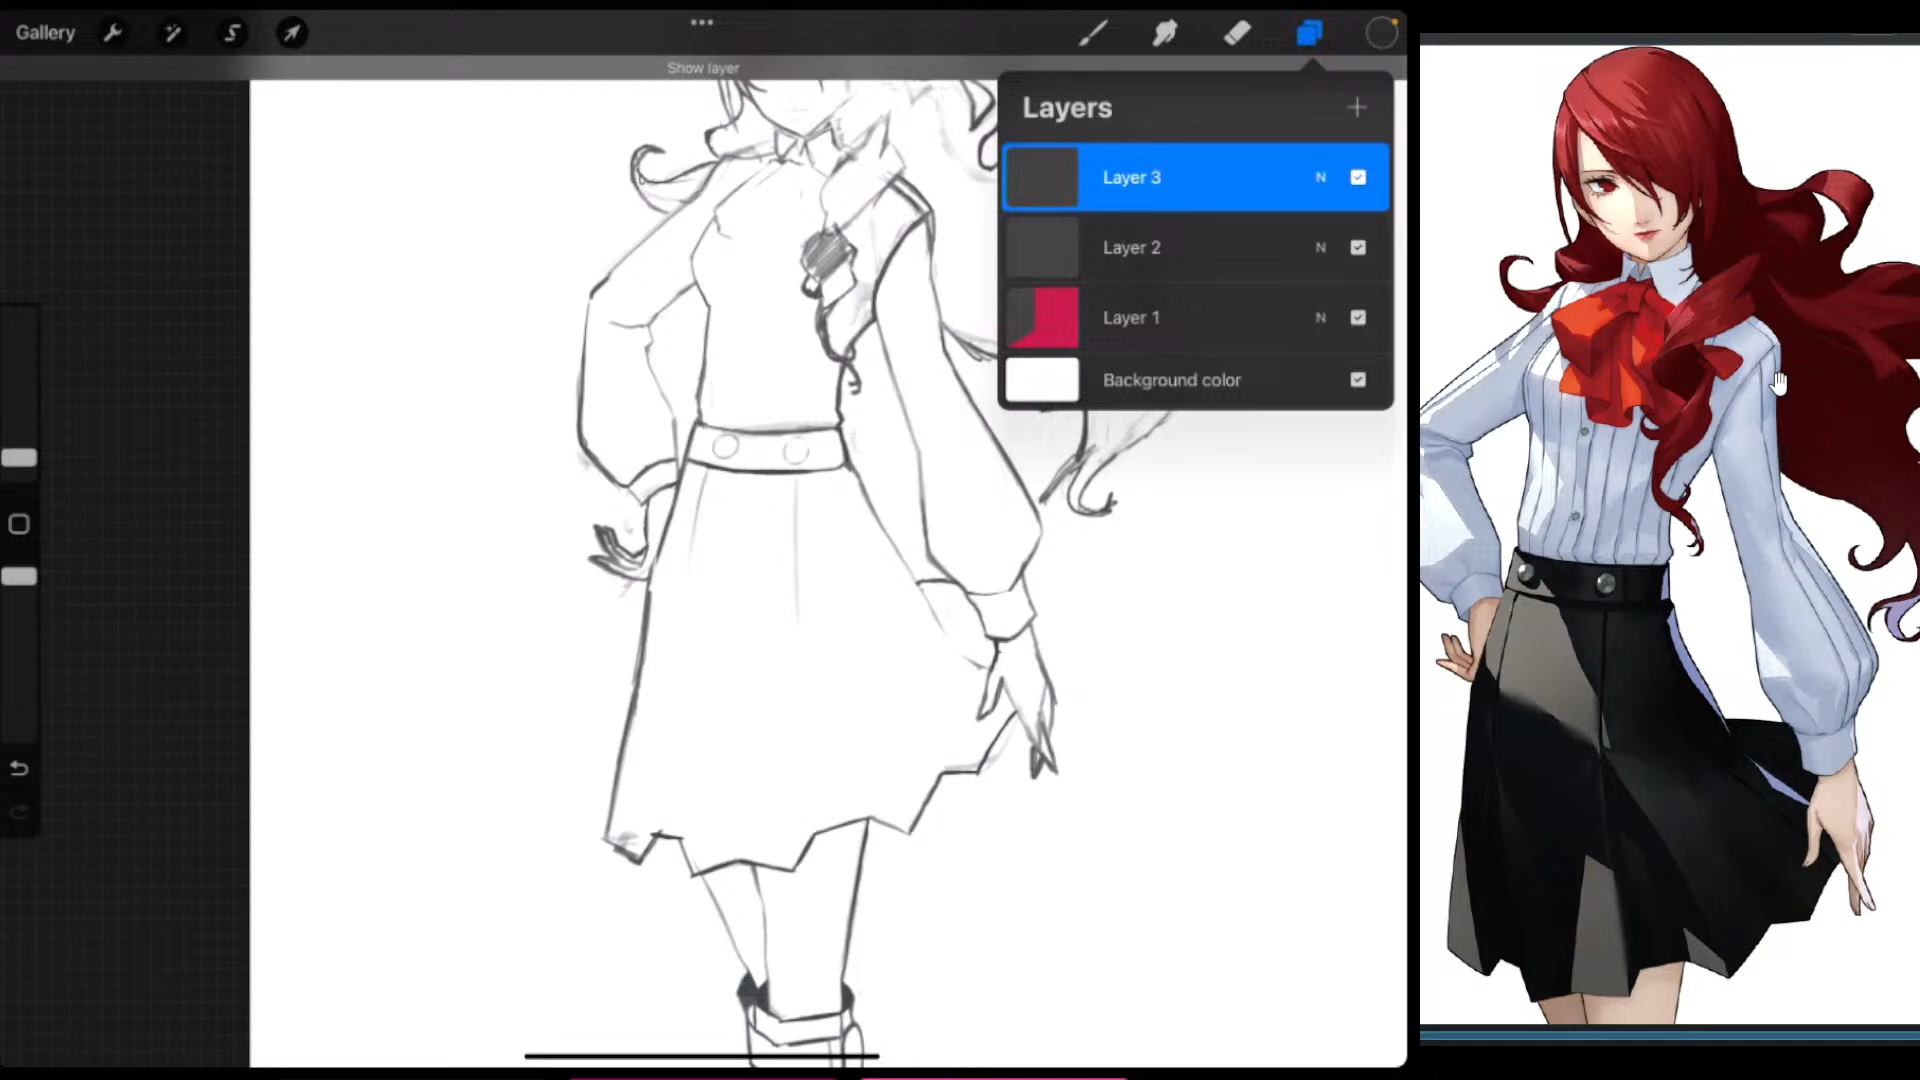 Gallery
Show layer
Layers
Layer 3 N
Layer 2 N
Layer 1 N
Background color